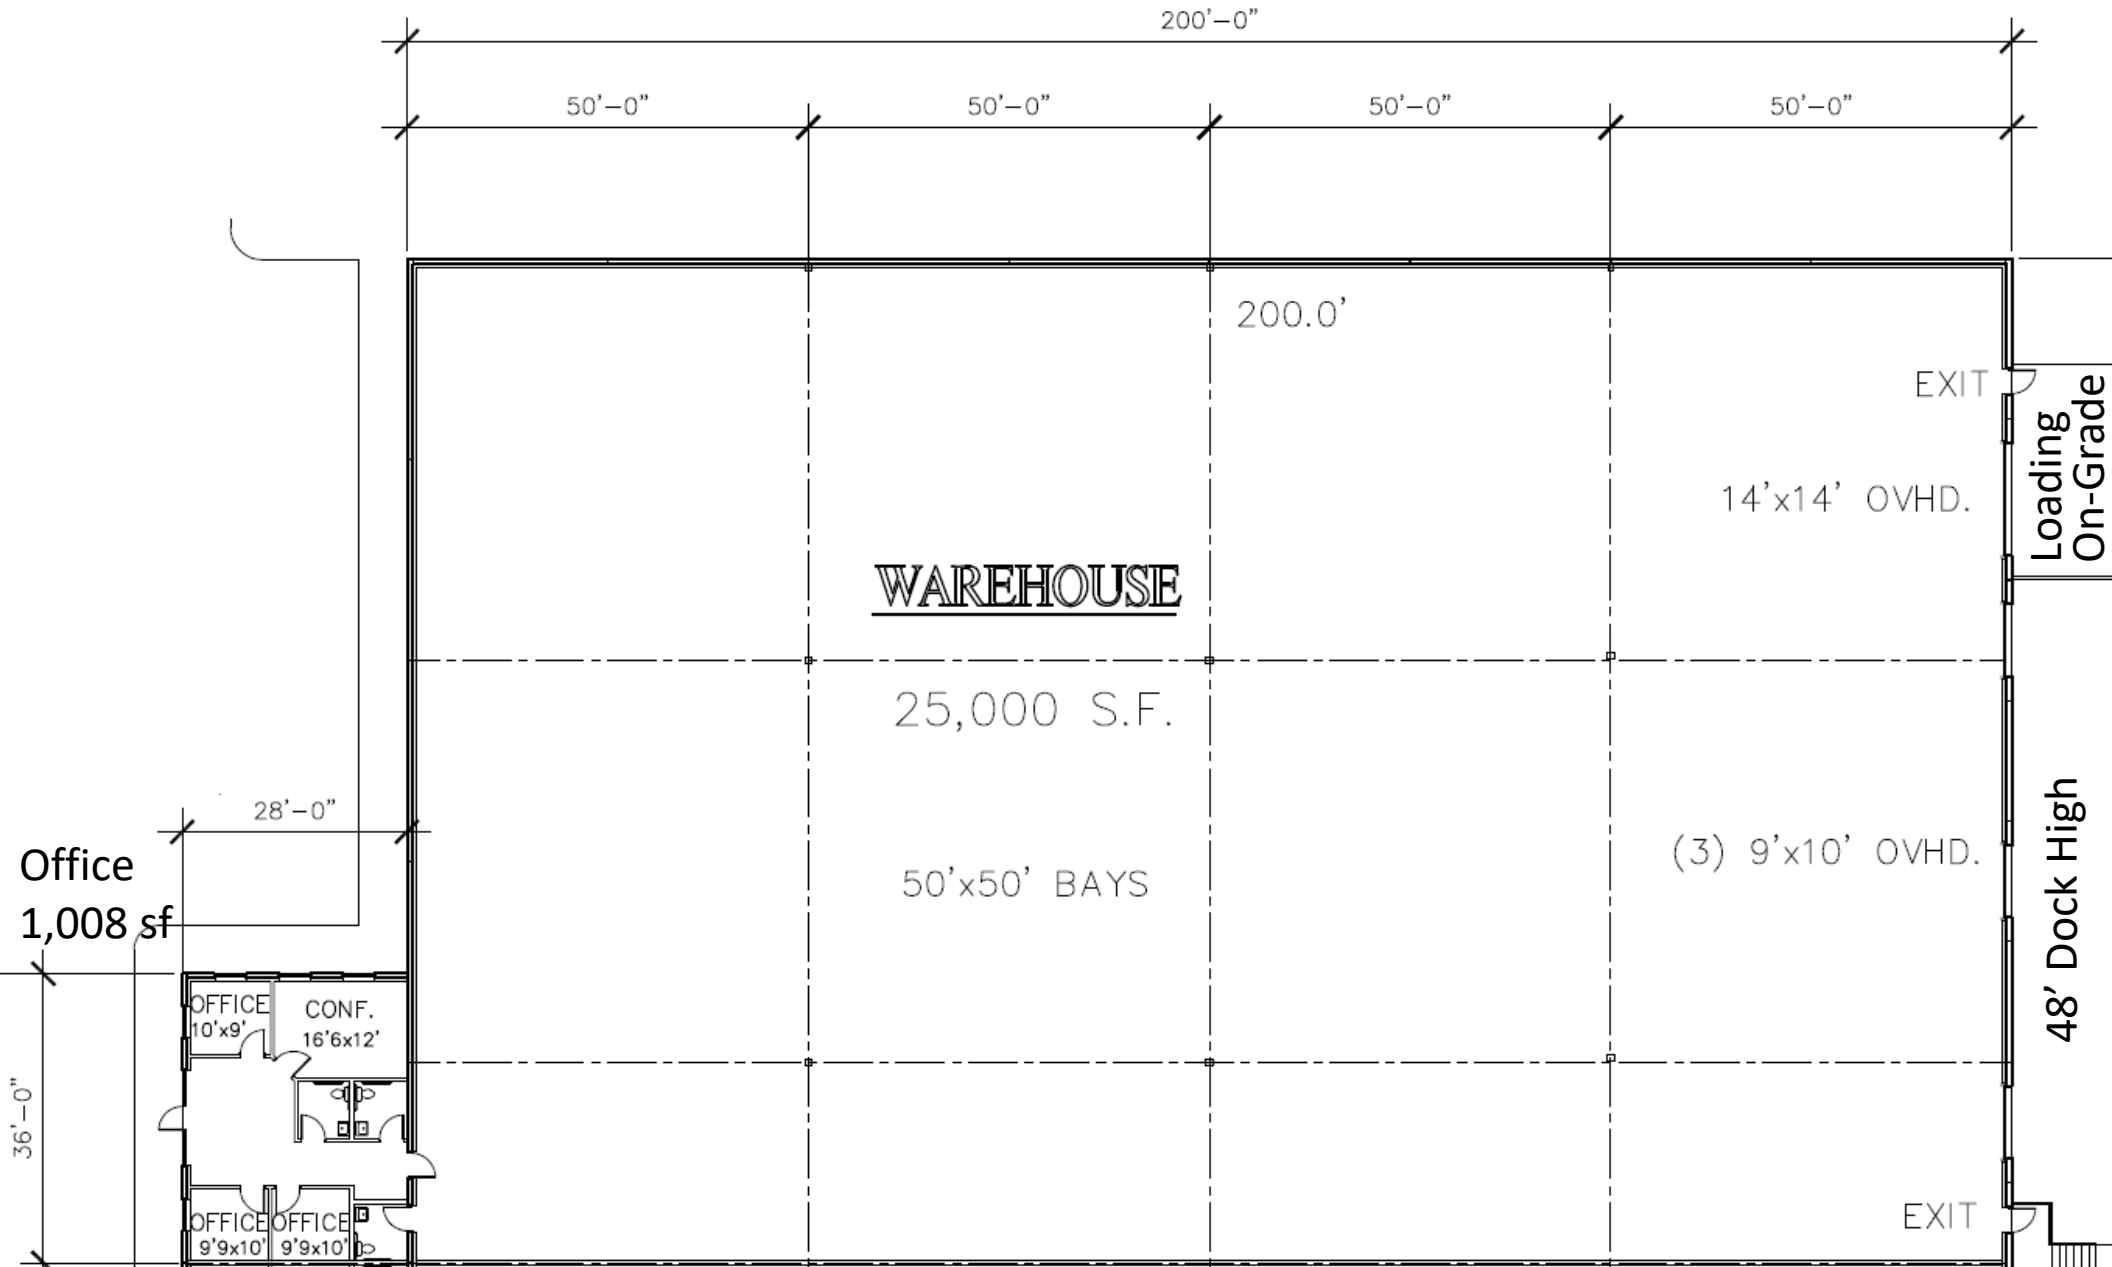 200'-0"
50'-0"
50'-0"
50'-0"
50'-0"
200.0'
EXIT
Loading
On-Grade
14'x14' OVHD.
WAREHOUSE
25,000 S.F.
28'-0"
Office
1,008 sf
50'x50' BAYS
(3) 9'x10' OVHD.
48' Dock High
OFFICE
10'x9'
CONF.
16'6x12'
36'-0"
OFFICE
9'9x10'
OFFICE
9'9x10'
EXIT